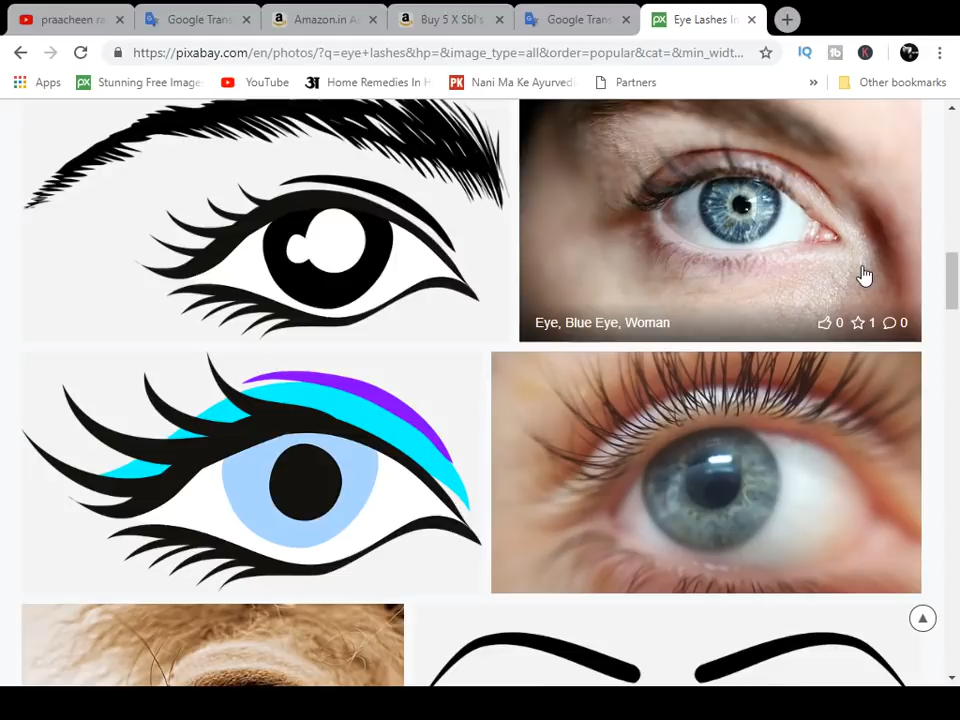 praacheen ra
Google Trans
Amazon.in A
Buy 5 X Sbl's
Google Trans
Eye Lashes In
https://pixabay.com/en/photos/?q=eye+lashes&hp=&image_type=all&order=popular&cat=&min_widt...
Apps
Stunning Free Image
YouTube
Home Remedies In H
Nani Ma Ke Ayurved
Partners
»
Other bookmarks
Eye, Blue Eye, Woman
0
1
0